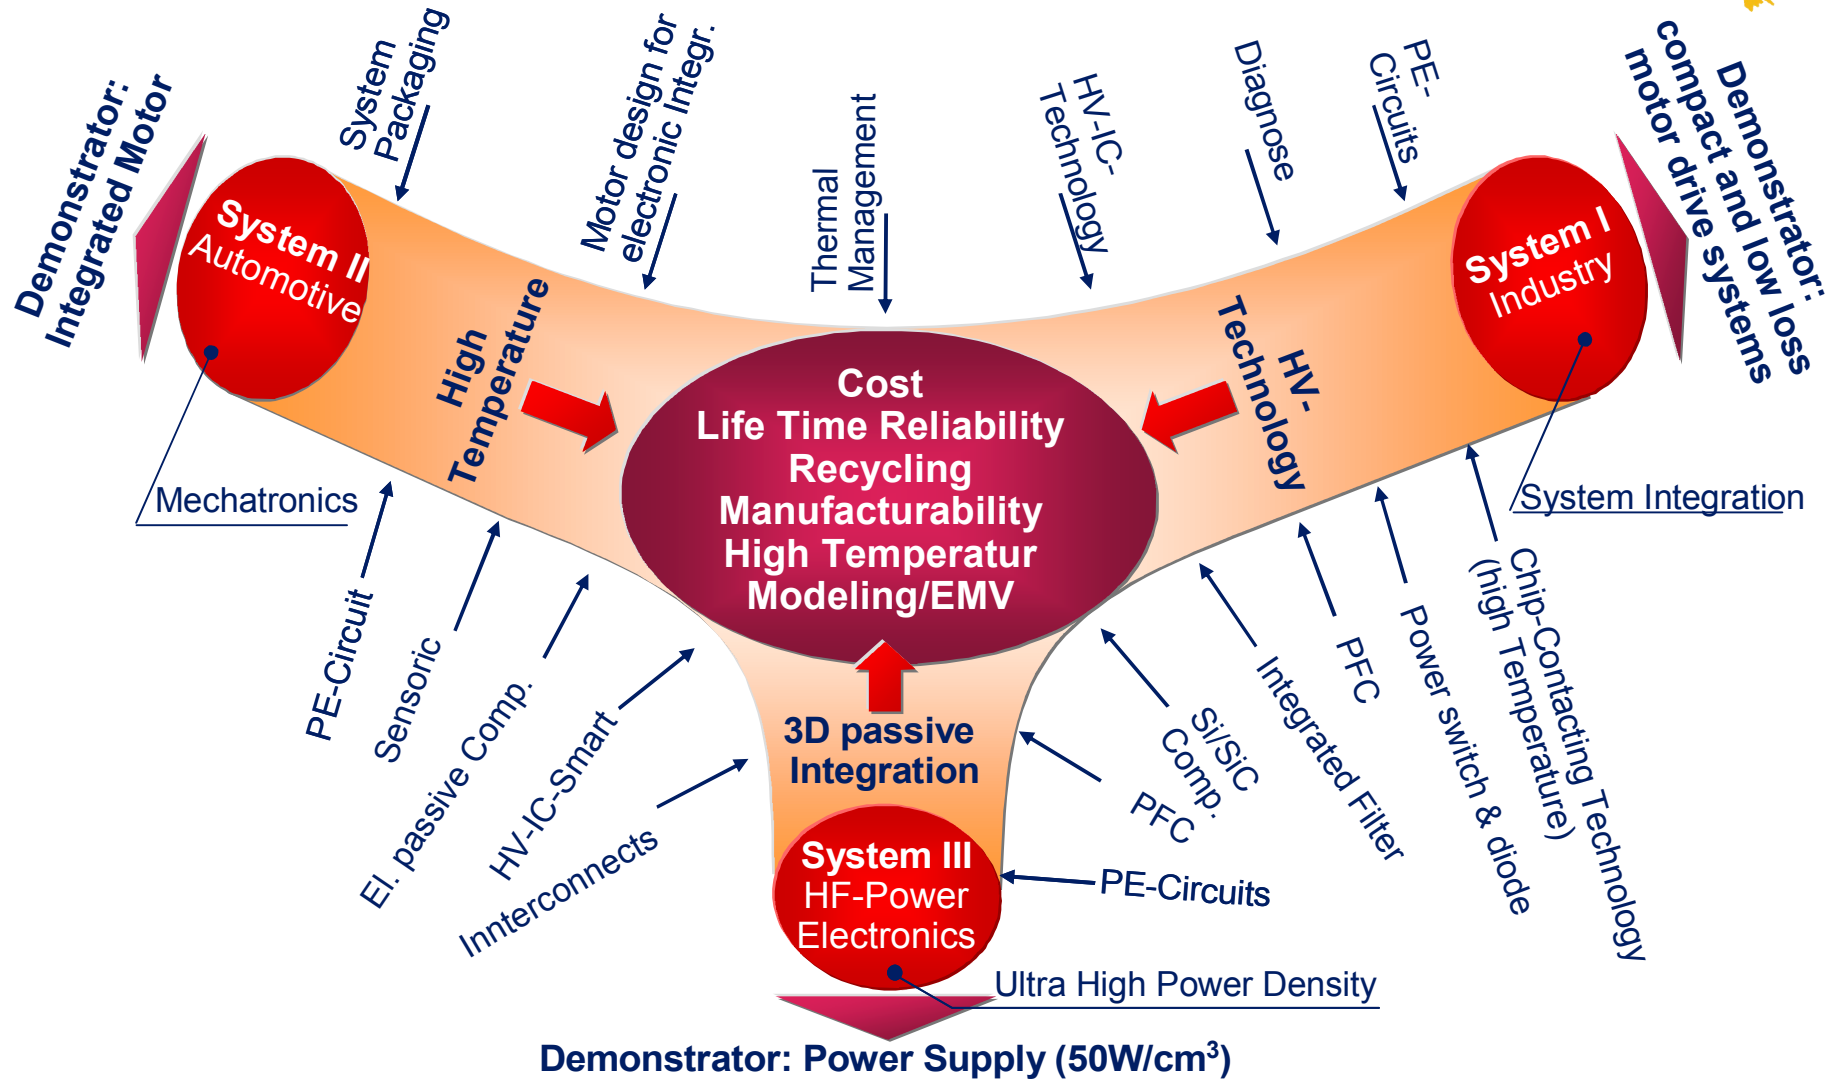 Demonstrator:
Integrated Motor
System
Packaging
Motor design for
electronic Integr.
Thermal
Management
HV-IC-
Technology
Diagnose
PE-
Circuits
Demonstrator:
compact and low loss
motor drive systems
System II
Automotive
High
Temperature
HV-
Technology
System I
Industry
Cost
Life Time Reliability
Recycling
Manufacturability
High Temperatur
Modeling/EMV
Mechatronics
System Integration
PE-Circuit
Sensoric
El. passive Comp.
HV-IC-Smart
Innterconnects
3D passive
Integration
Si/SiC
Comp.
PFC
PE-Circuits
Integrated Filter
PFC
Power switch & diode
Chip-Contacting Technology
(high Temperature)
System III
HF-Power
Electronics
Ultra High Power Density
Demonstrator: Power Supply (50W/cm³)